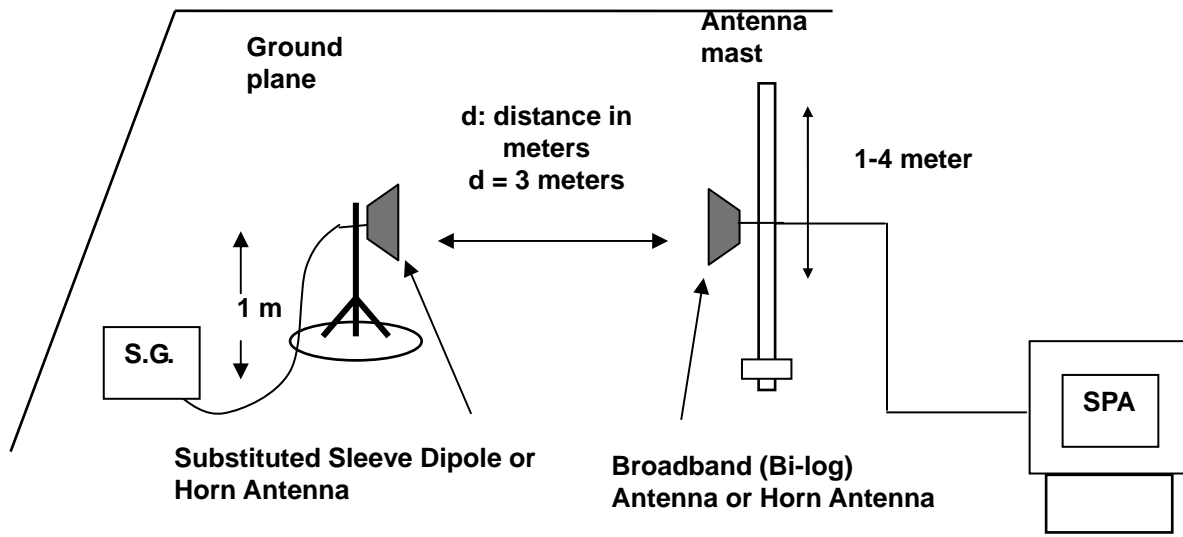 Ground
plane
Antenna
mast
d: distance in
meters
d = 3 meters
1-4 meter
1 m
S.G.
SPA
Substituted Sleeve Dipole or
Horn Antenna
Broadband (Bi-log)
Antenna or Horn Antenna